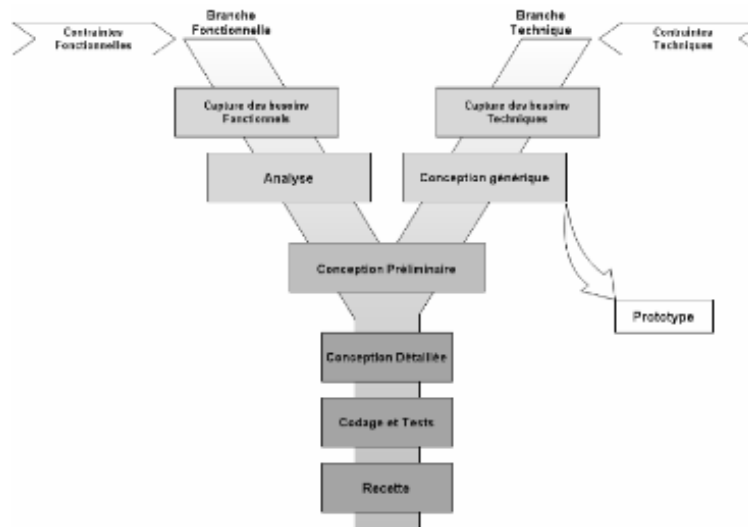 Branche
Fonctionnelle
Branche
Technique
Contraintes
Fonctionnelles
Contraintes
Techniques
Capture des besoins
Fonctionnels
Capture des besoins
Techniques
Analyse
Conception générique
Conception Préliminaire
Prototype
Conception Détaillée
Codage et Tests
Recette